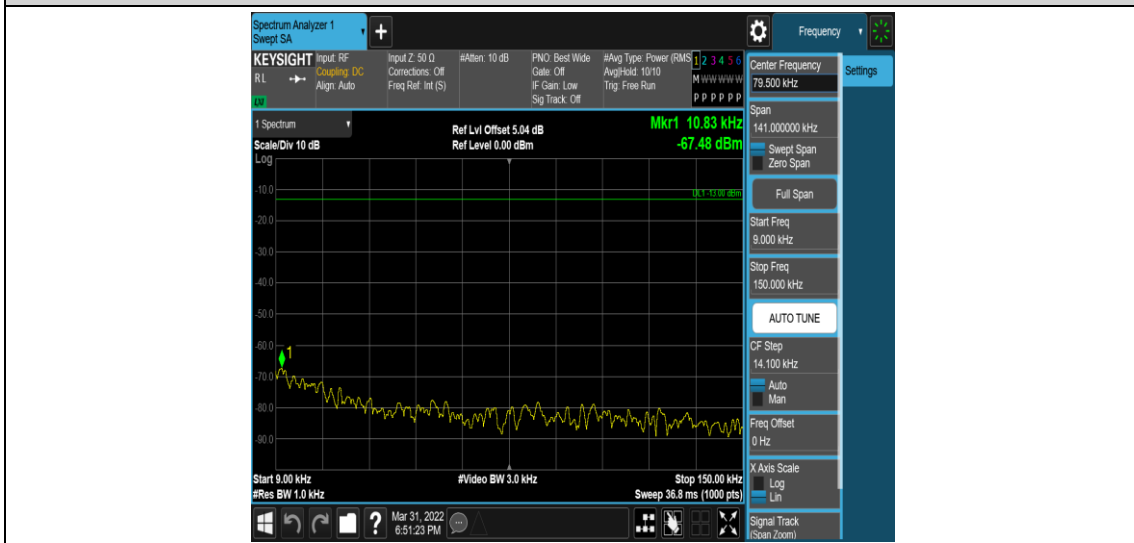 Spectrum Analyzer 1
Swept SA
+
Frequency
KEYSIGHT
RL
LXI
Input: RF
Coupling: DC
Align: Auto
Input Z: 50 Ω
Corrections: Off
Freq Ref: Int (S)
#Atten: 10 dB
PNO: Best Wide
Gate: Off
IF Gain: Low
Sig Track: Off
#Avg Type: Power (RMS
Avg|Hold: 10/10
Trig: Free Run
1 2 3 4 5 6
M W W W W W
P P P P P P
1 Spectrum
Scale/Div 10 dB
Log
Ref Lvl Offset 5.04 dB
Ref Level 0.00 dBm
Mkr1 10.83 kHz
-67.48 dBm
DL1 -13.00 dBm
-10.0
-20.0
-30.0
-40.0
-50.0
-60.0
-70.0
-80.0
-90.0
1
Start 9.00 kHz
#Res BW 1.0 kHz
#Video BW 3.0 kHz
Stop 150.00 kHz
Sweep 36.8 ms (1000 pts)
?
Mar 31, 2022
6:51:23 PM
Center Frequency
79.500 kHz
Span
141.000000 kHz
Swept Span
Zero Span
Full Span
Start Freq
9.000 kHz
Stop Freq
150.000 kHz
AUTO TUNE
CF Step
14.100 kHz
Auto
Man
Freq Offset
0 Hz
X Axis Scale
Log
Lin
Signal Track
(Span Zoom)
Settings